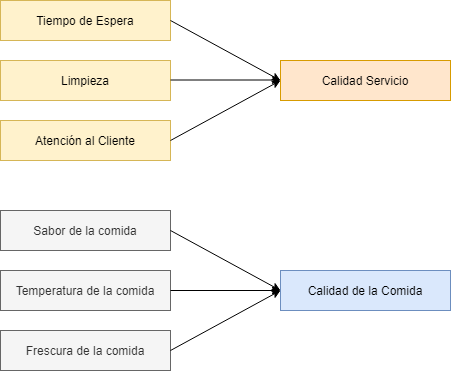 Tiempo de Espera
Limpieza
Calidad Servicio
Atención al Cliente
Sabor de la comida
Temperatura de la comida
Calidad de la Comida
Frescura de la comida